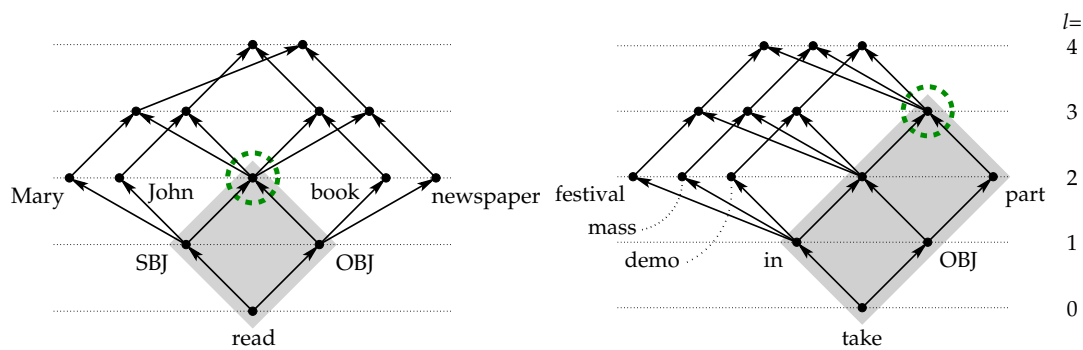 l=
4
3
Mary
John
book
newspaper
festival
part
2
mass
SBJ
OBJ
demo
in
OBJ
1
read
take
0